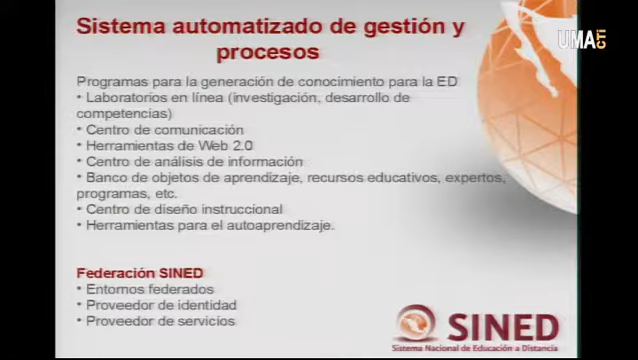 Sistema automatizado de gestión y
procesos
UMA
CTI
Programas para la generación de conocimiento para la ED
• Laboratorios en línea (investigación, desarrollo de
competencias)
• Centro de comunicación
• Herramientas de Web 2.0
• Centro de análisis de información
• Banco de objetos de aprendizaje, recursos educativos, expertos,
programas, etc.
• Centro de diseño instruccional
• Herramientas para el autoaprendizaje.
Federación SINED
• Entornos federados
• Proveedor de identidad
• Proveedor de servicios
SINED
Sistema Nacional de Educación a Distancia